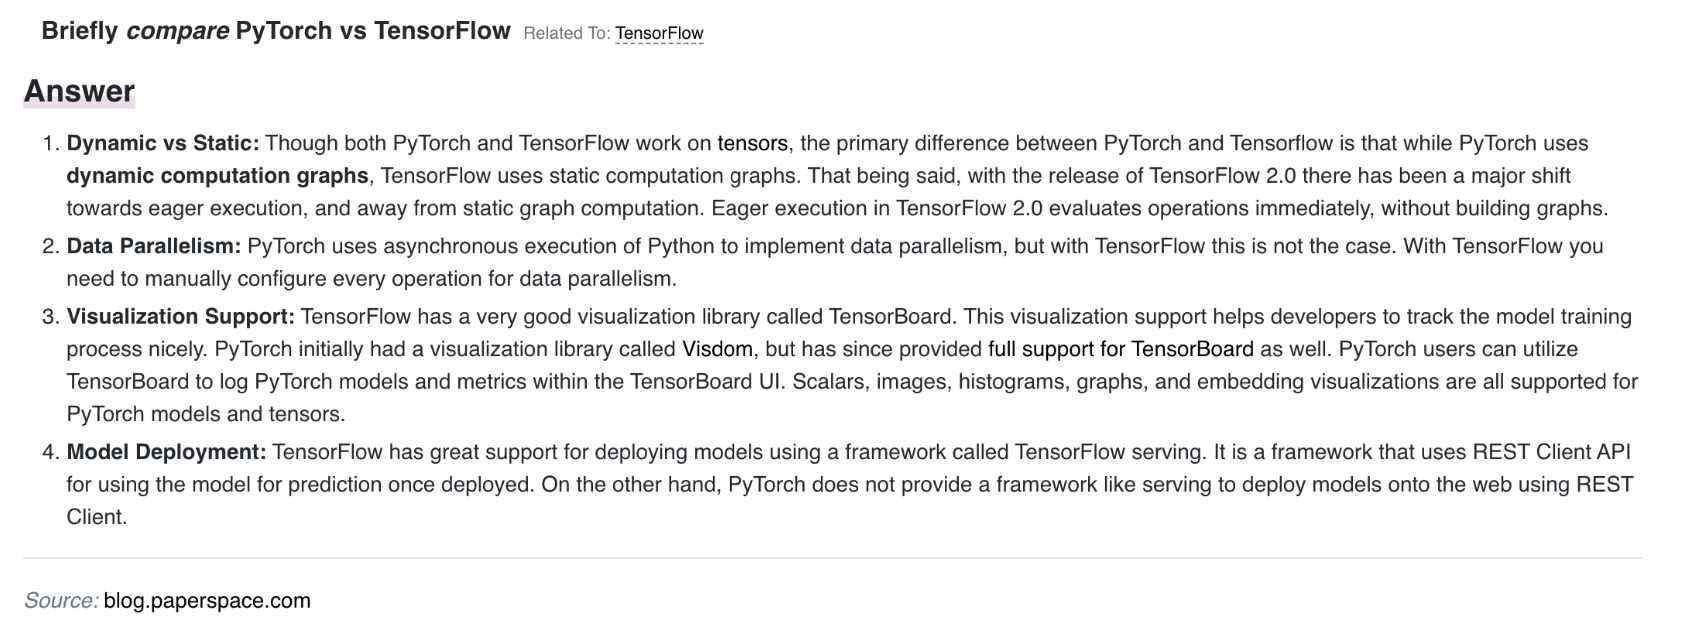 Briefly compare PyTorch vs TensorFlow Related To: TensorFlow
Answer
1. Dynamic vs Static: Though both PyTorch and TensorFlow work on tensors, the primary difference between PyTorch and Tensorflow is that while PyTorch uses
dynamic computation graphs, TensorFlow uses static computation graphs. That being said, with the release of TensorFlow 2.0 there has been a major shift
towards eager execution, and away from static graph computation. Eager execution in TensorFlow 2.0 evaluates operations immediately, without building graphs.
2. Data Parallelism: PyTorch uses asynchronous execution of Python to implement data parallelism, but with TensorFlow this is not the case. With TensorFlow you
need to manually configure every operation for data parallelism.
3. Visualization Support: TensorFlow has a very good visualization library called TensorBoard. This visualization support helps developers to track the model training
process nicely. PyTorch initially had a visualization library called Visdom, but has since provided full support for TensorBoard as well. PyTorch users can utilize
TensorBoard to log PyTorch models and metrics within the TensorBoard UI. Scalars, images, histograms, graphs, and embedding visualizations are all supported for
PyTorch models and tensors.
4. Model Deployment: TensorFlow has great support for deploying models using a framework called TensorFlow serving. It is a framework that uses REST Client API
for using the model for prediction once deployed. On the other hand, PyTorch does not provide a framework like serving to deploy models onto the web using REST
Client.
Source: blog.paperspace.com